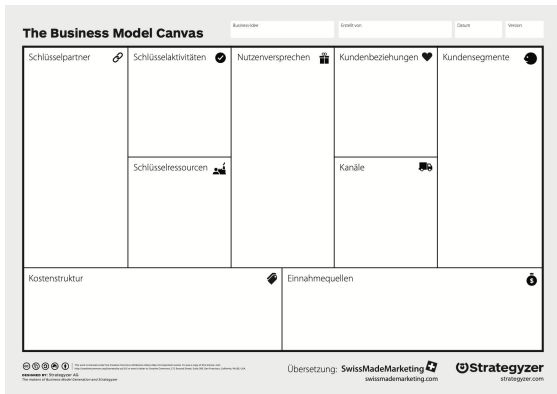 The Business Model Canvas
Business-Idee:
Erstellt von:
Datum
Version
Schlüsselpartner
Schlüsselaktivitäten
Nutzenversprechen
Kundenbeziehungen
Kundensegmente
Schlüsselressourcen
Kanäle
Kostenstruktur
Einnahmequellen
DESIGNED BY: Strategyzer AG
The makers of Business Model Generation and Strategyzer
Übersetzung: SwissMadeMarketing
swissmademarketing.com
Strategyzer
strategyzer.com